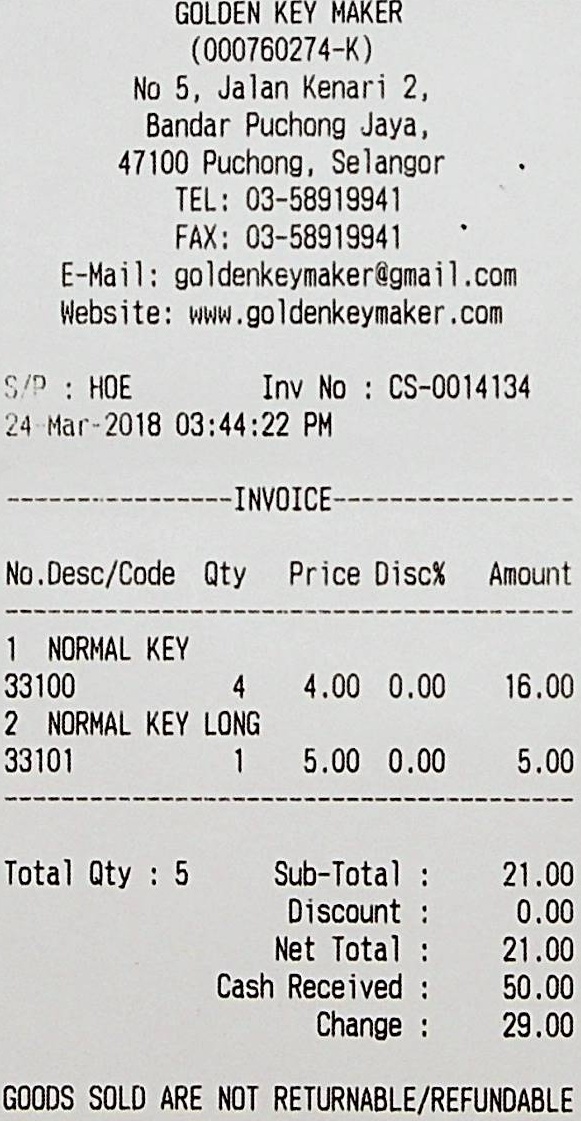 GOLDEN KEY MAKER
(000760274-K)
No 5, Jalan Kenari 2,
Bandar Puchong Jaya,
47100 Puchong, Selangor
TEL: 03-58919941
FAX: 03-58919941
E-Mail: goldenkeymaker@gmail.com
Website: www.goldenkeymaker.com
S/P : HOE Inv No : CS-0014134
24-Mar-2018 03:44:22 PM
----------------INVOICE-----------------
No.Desc/Code Qty Price Disc% Amount
1 NORMAL KEY
33100 4 4.00 0.00 16.00
2 NORMAL KEY LONG
33101 1 5.00 0.00 5.00
Total Qty : 5 Sub-Total : 21.00
Discount : 0.00
Net Total : 21.00
Cash Received : 50.00
Change : 29.00
GOODS SOLD ARE NOT RETURNABLE/REFUNDABLE